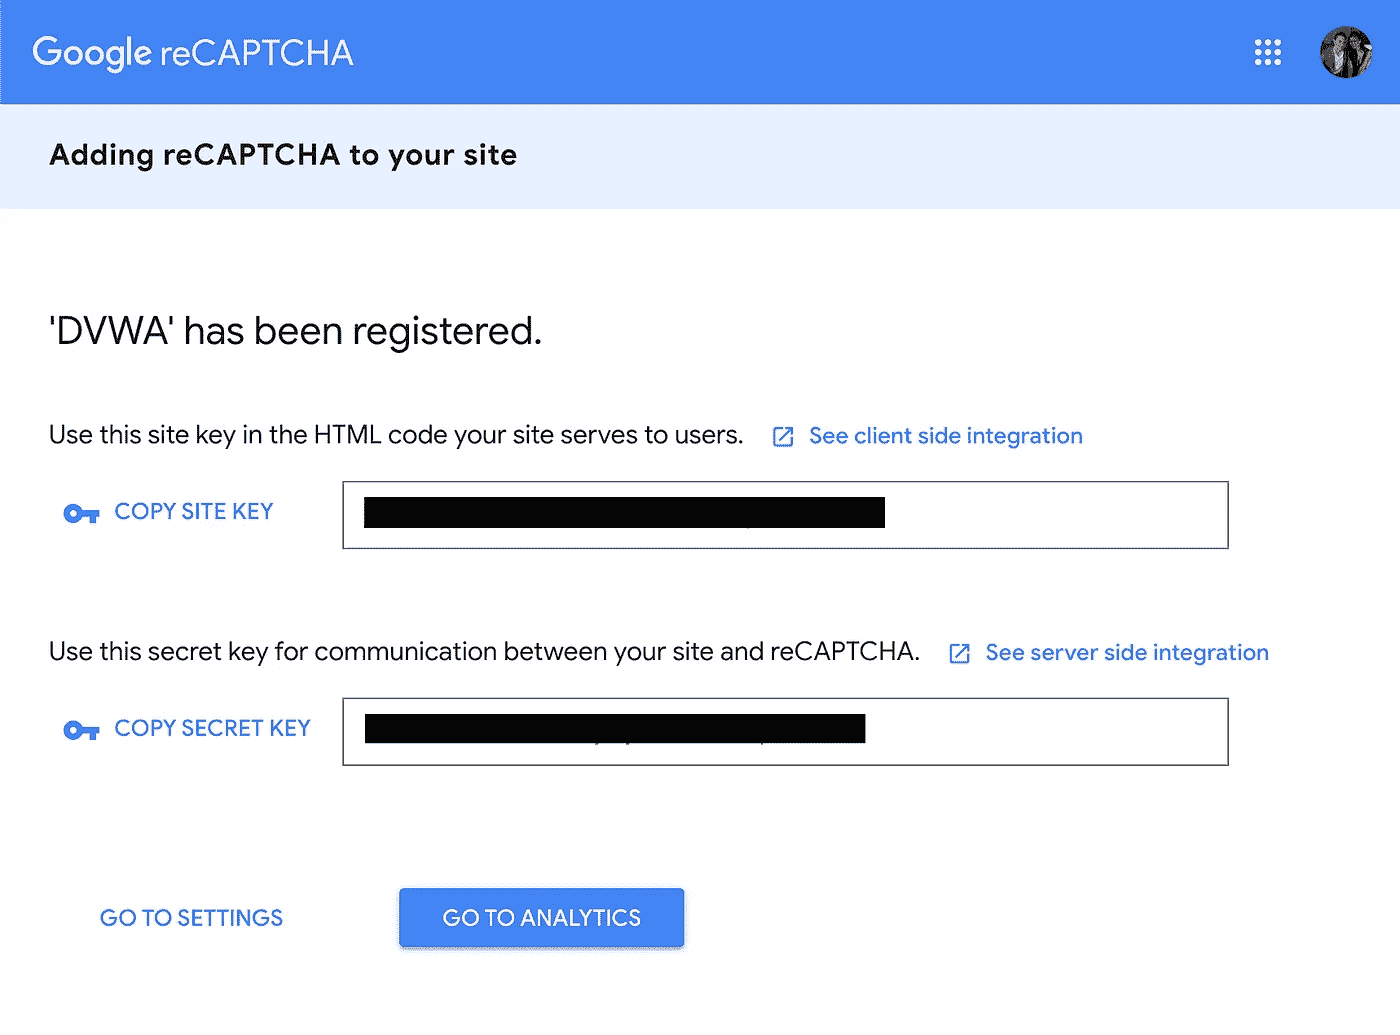 Google reCAPTCHA
Adding reCAPTCHA to your site
'DVWA' has been registered.
Use this site key in the HTML code your site serves to users. See client side integration
COPY SITE KEY
Use this secret key for communication between your site and reCAPTCHA. See server side integration
COPY SECRET KEY
GO TO SETTINGS GO TO ANALYTICS